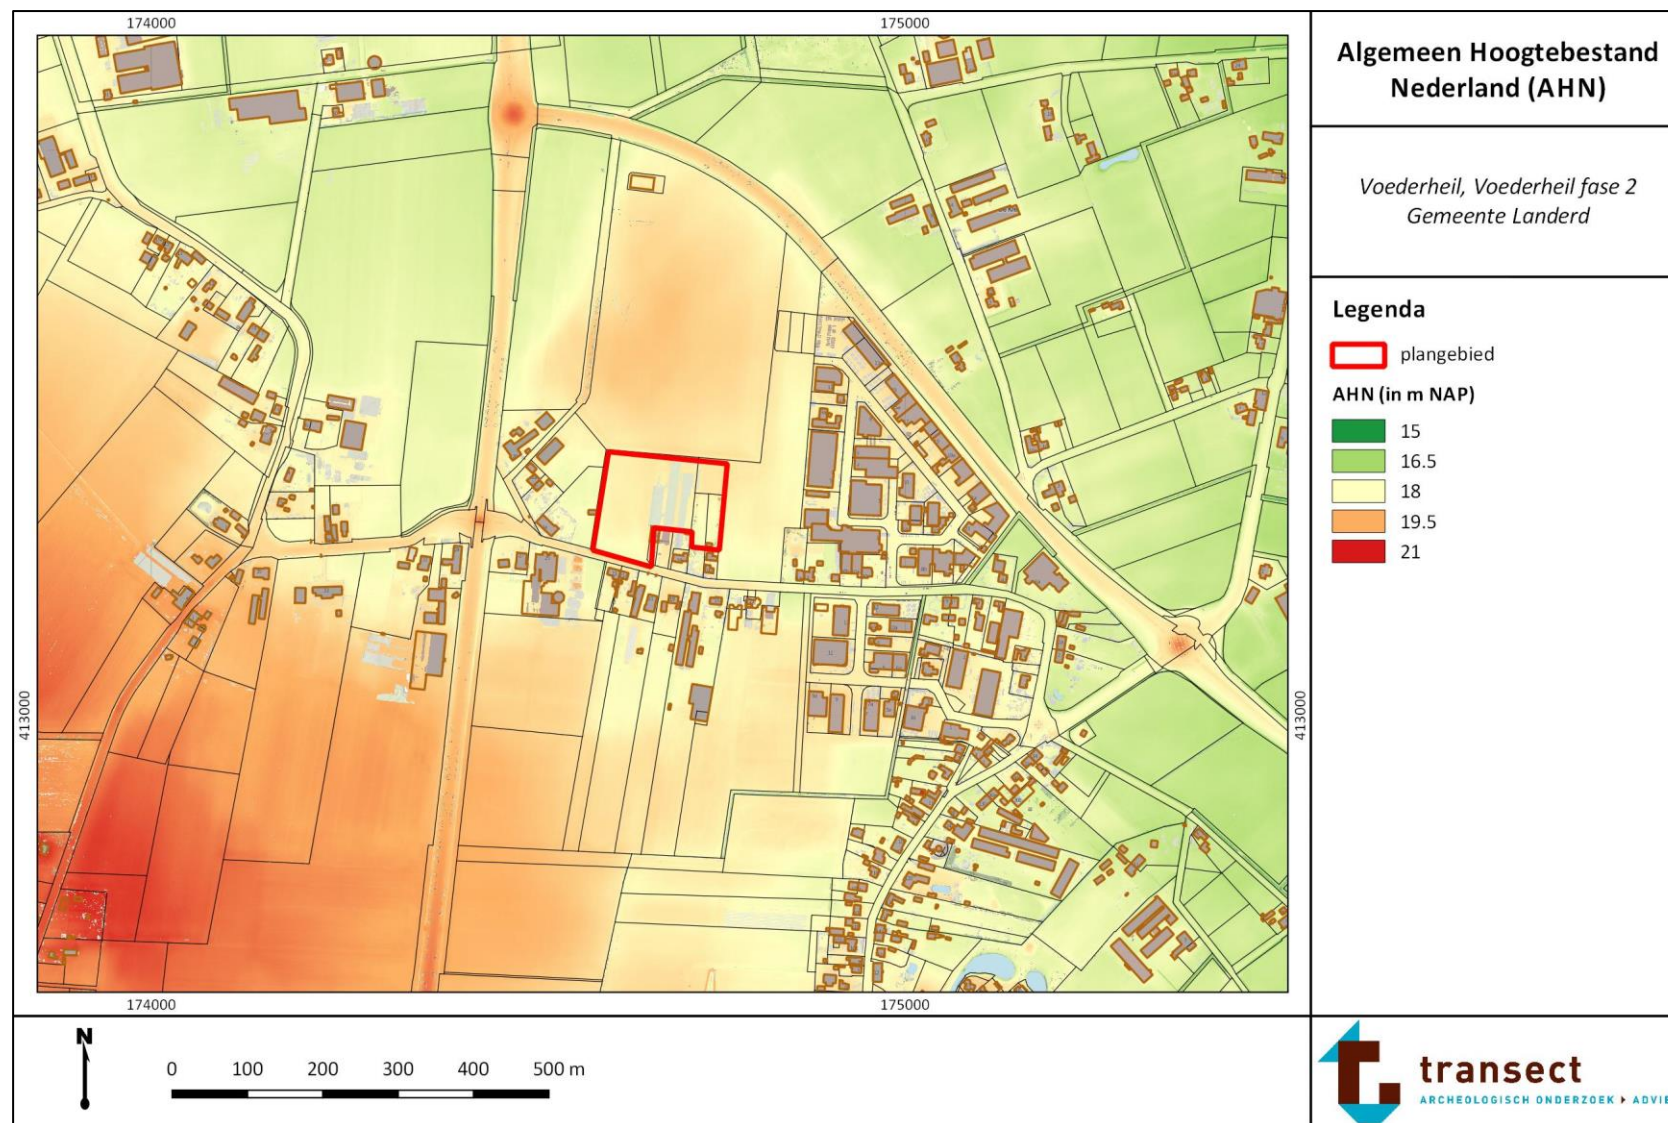 174000
175000
413000
413000
174000
175000
Algemeen Hoogtebestand
Nederland (AHN)
Voederheil, Voederheil fase 2
Gemeente Landerd
Legenda
plangebied
AHN (in m NAP)
15
16.5
18
19.5
21
N
0 100 200 300 400 500 m
transect
ARCHEOLOGISCH ONDERZOEK ▸ ADVIE